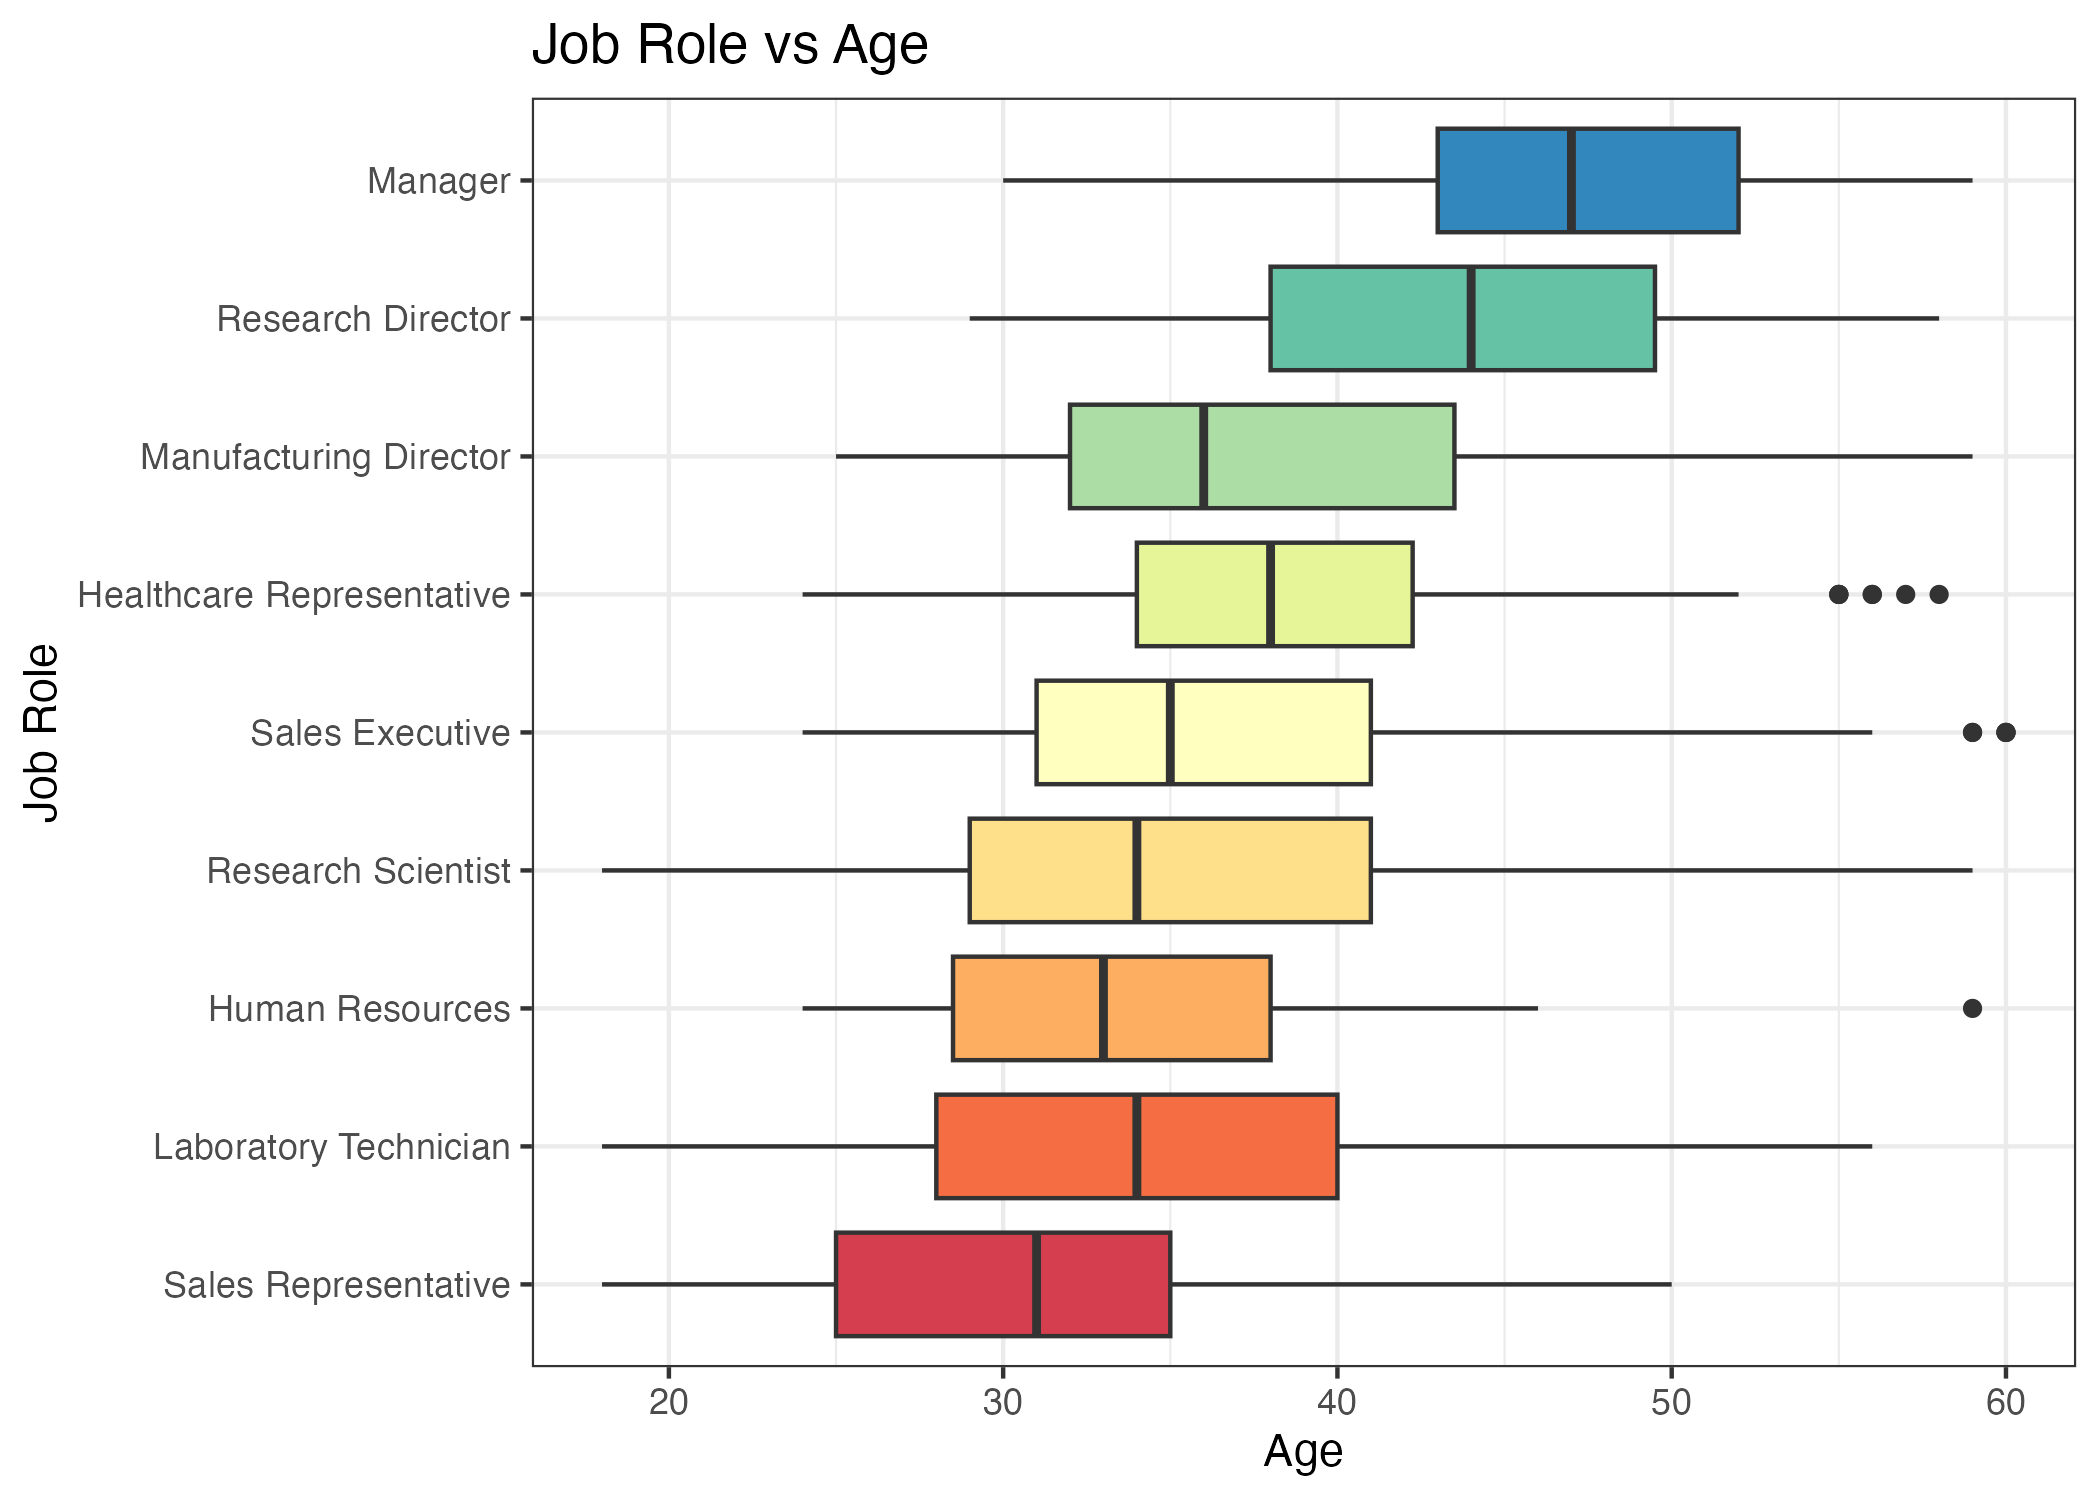 Job Role vs Age
Job Role
Manager
Research Director
Manufacturing Director
Healthcare Representative
Sales Executive
Research Scientist
Human Resources
Laboratory Technician
Sales Representative
20 30 40 50 60
Age